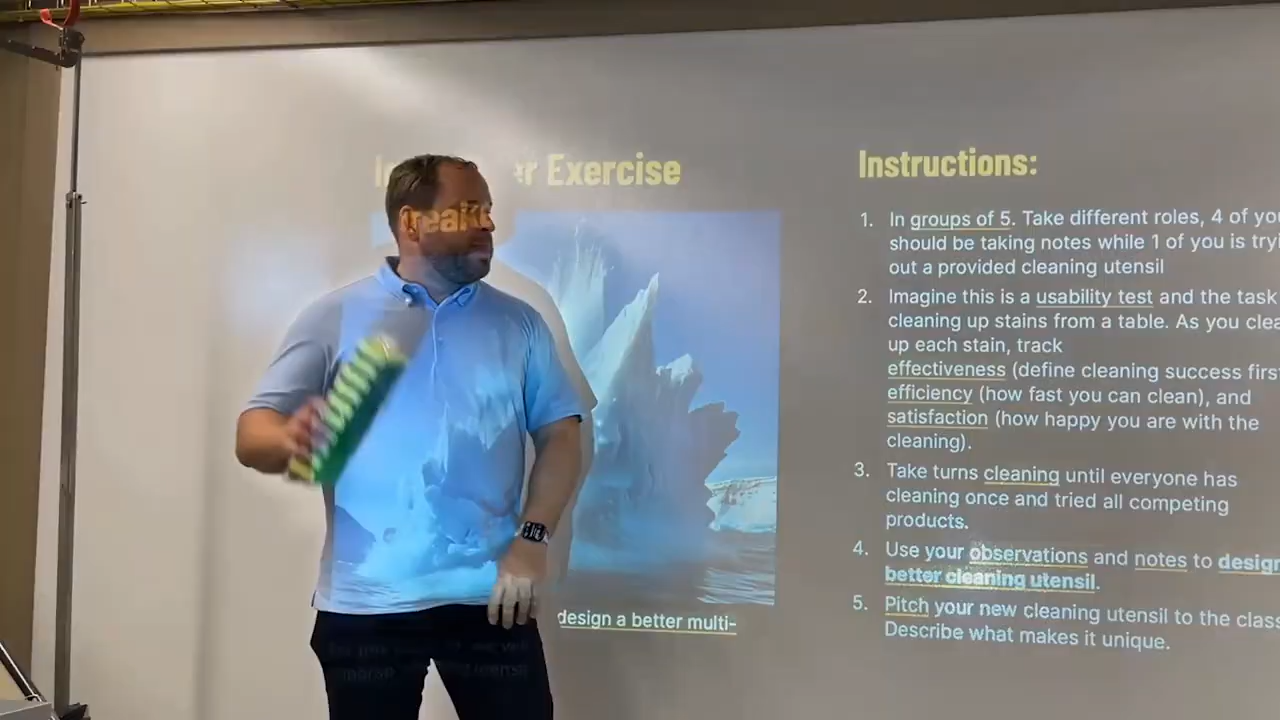 r Exercise
design a better multi-
Instructions:
1. In groups of 5. Take different roles, 4 of you
should be taking notes while 1 of you is
out a provided cleaning utensil
2. Imagine this is a usability test and the task
cleaning up stains from a table. As you
up each stain, track
effectiveness (define cleaning success
efficiency (how fast you can clean), and
satisfaction (how happy you are with the
cleaning).
3. Take turns cleaning until everyone has
cleaning once and tried all competing
products.
4. Use your observations and notes to design
better cleaning utensil.
5. Pitch your new cleaning utensil to the class
Describe what makes it unique.